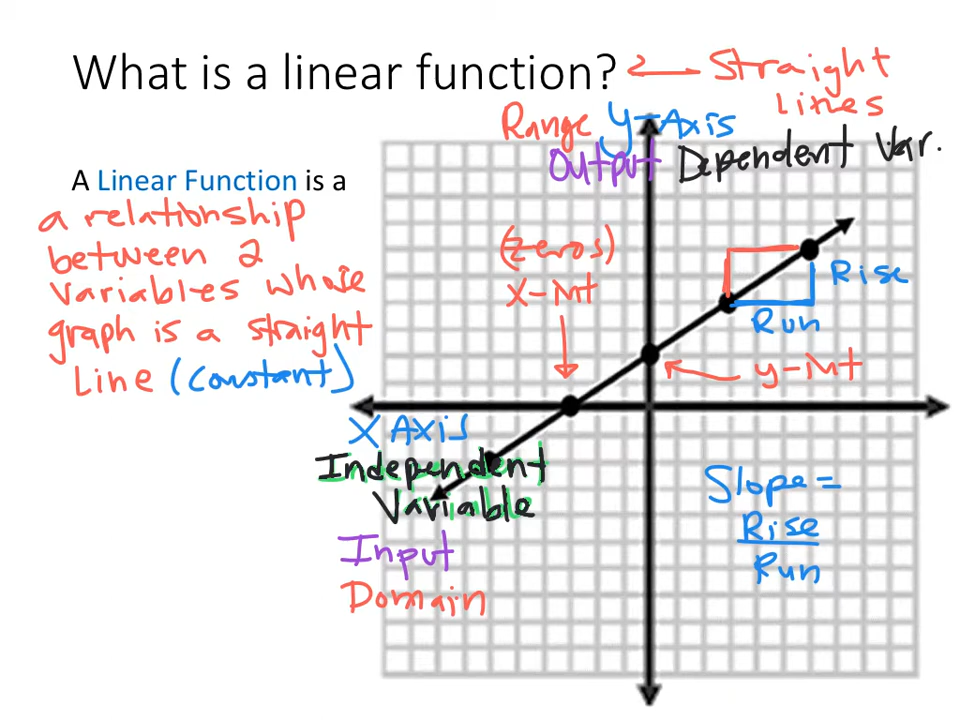 What is a linear function? Straight
lines
Range Y-Axis
Output Dependent Var.
A Linear Function is a
a relationship
between 2
variables whose
graph is a straight
Line (constant)
(zeros)
X-int
Rise
Run
y-int
X Axis
Independent
Variable
Input
Domain
Slope =
Rise
Run